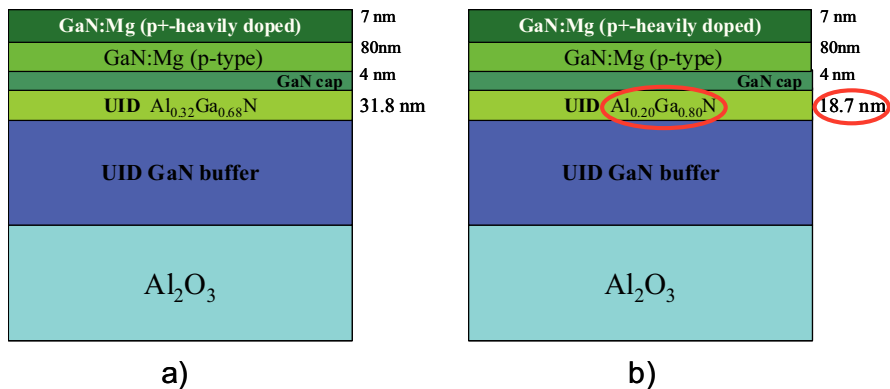 GaN:Mg (p+-heavily doped) 7 nm
GaN:Mg (p-type) 80nm
GaN cap 4 nm
UID Al0.32Ga0.68N 31.8 nm
UID GaN buffer
Al2O3
a)
GaN:Mg (p+-heavily doped) 7 nm
GaN:Mg (p-type) 80nm
GaN cap 4 nm
UID Al0.20Ga0.80N 18.7 nm
UID GaN buffer
Al2O3
b)